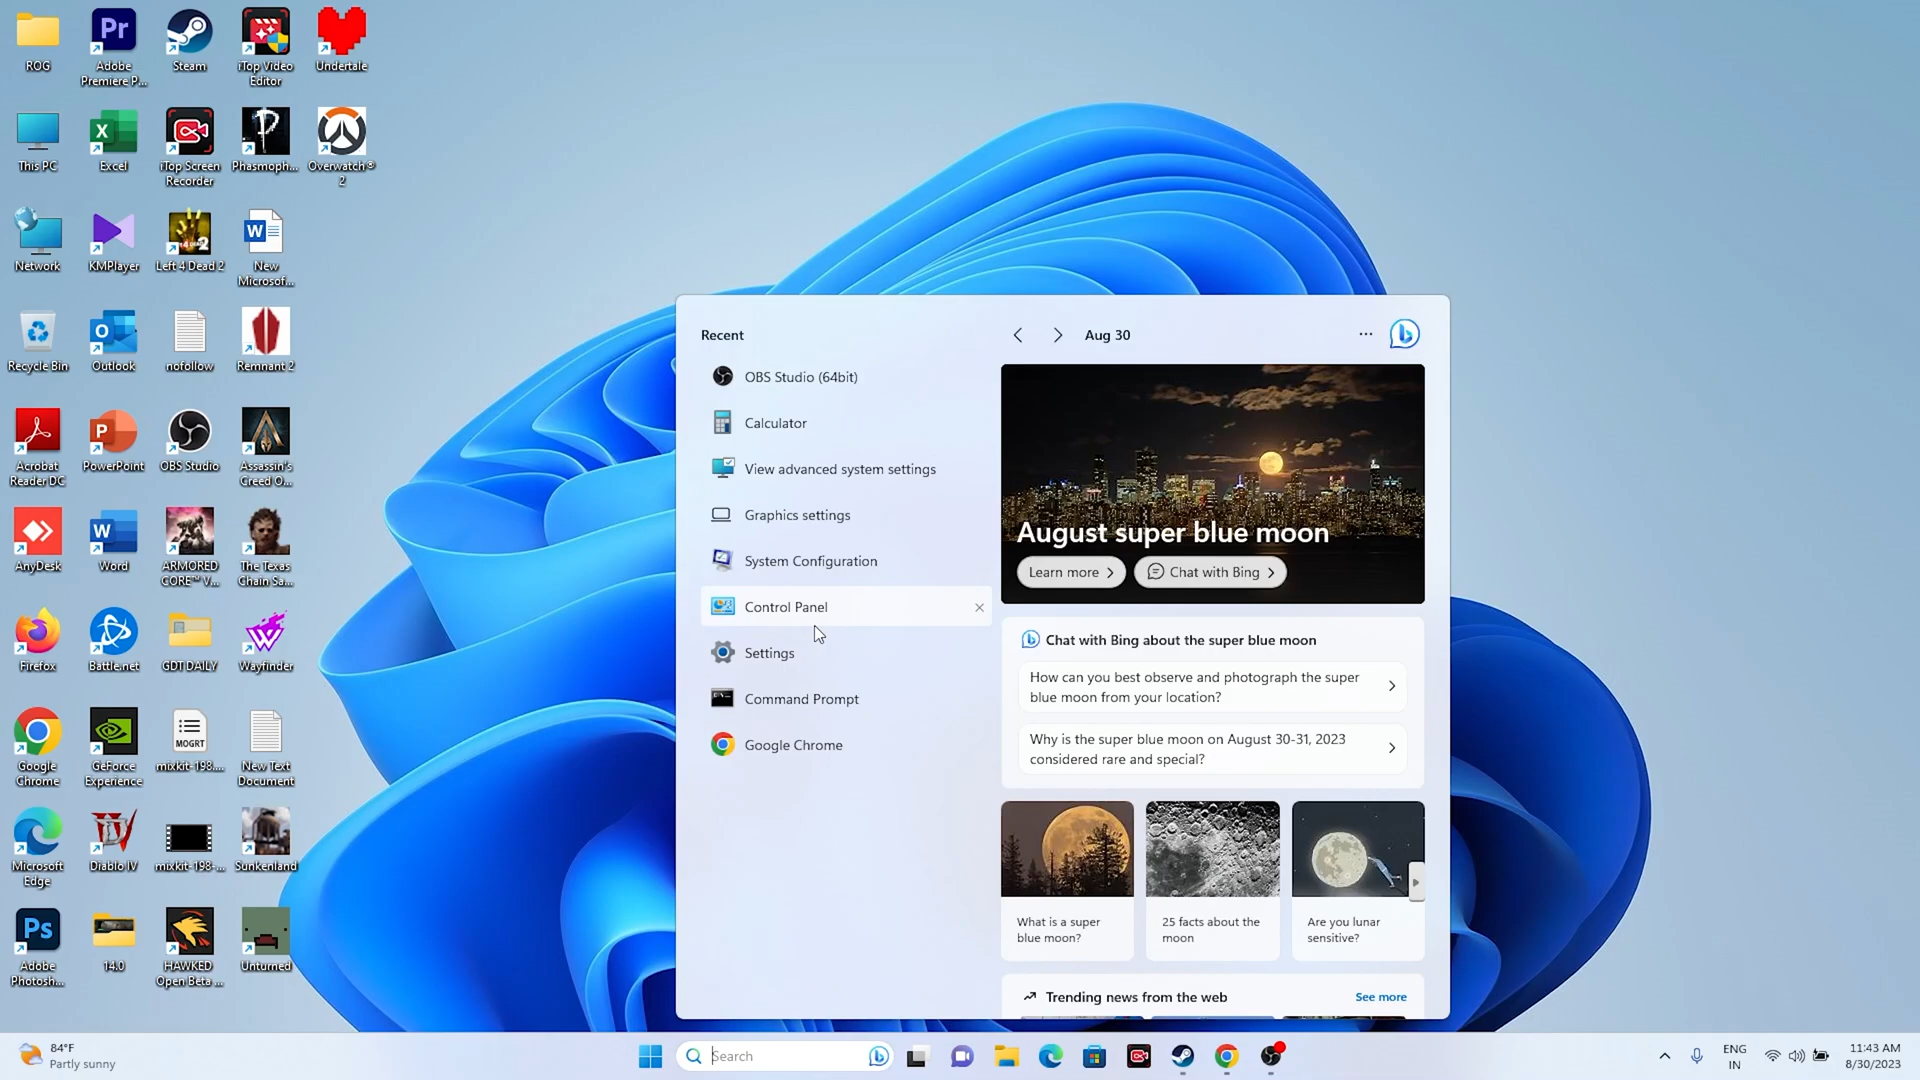 ROG
Adobe
Premiere P...
Steam
iTop Video
Editor
Undertale
This PC
Excel
iTop Screen
Recorder
Phasmoph...
Overwatch®
2
Network
KMPlayer
Left 4 Dead 2
New
Microsof...
Recycle Bin
Outlook
nofollow
Remnant 2
Acrobat
Reader DC
PowerPoint
OBS Studio
Assassin's
Creed O...
AnyDesk
Word
ARMORED
CORE™ V...
The Texas
Chain Sa...
Firefox
Battle.net
GDT DAILY
Wayfinder
Google
Chrome
GeForce
Experience
MOGRT
mixkit-198....
New Text
Document
Microsoft
Edge
Diablo IV
mixkit-198-...
Sunkenland
Adobe
Photosh...
14.0
HAWKED
Open Beta ...
Unturned
Recent
OBS Studio (64bit)
Calculator
View advanced system settings
Graphics settings
System Configuration
Control Panel
Settings
Command Prompt
Google Chrome
Aug 30
August super blue moon
Learn more
Chat with Bing
Chat with Bing about the super blue moon
How can you best observe and photograph the super
blue moon from your location?
Why is the super blue moon on August 30-31, 2023
considered rare and special?
What is a super
blue moon?
25 facts about the
moon
Are you lunar
sensitive?
Trending news from the web
See more
84°F
Partly sunny
Search
ENG
IN
11:43 AM
8/30/2023